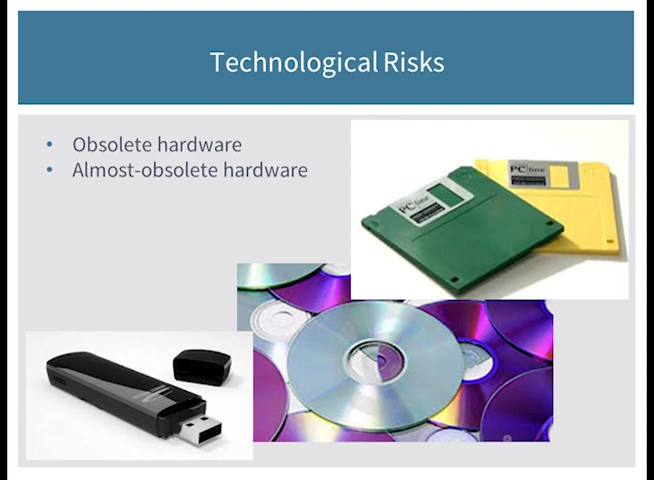 Technological Risks
• Obsolete hardware
• Almost-obsolete hardware
PC line
PC line